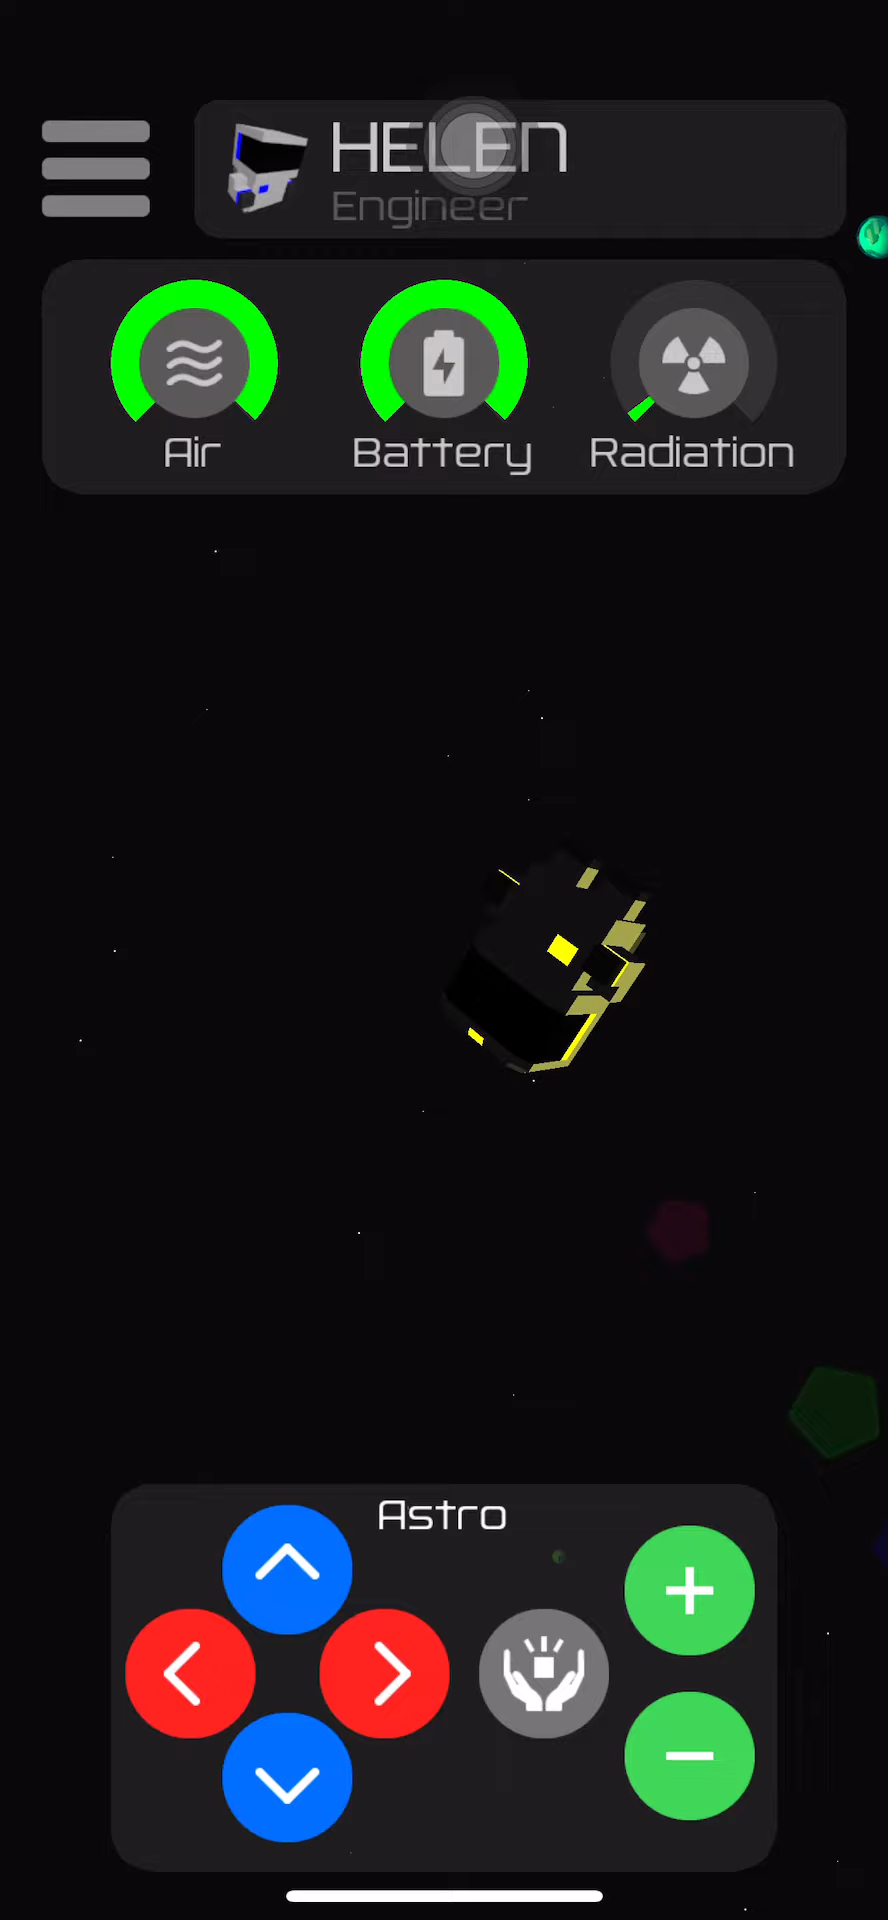 HELEN
Engineer
Air
Battery
Radiation
Astro